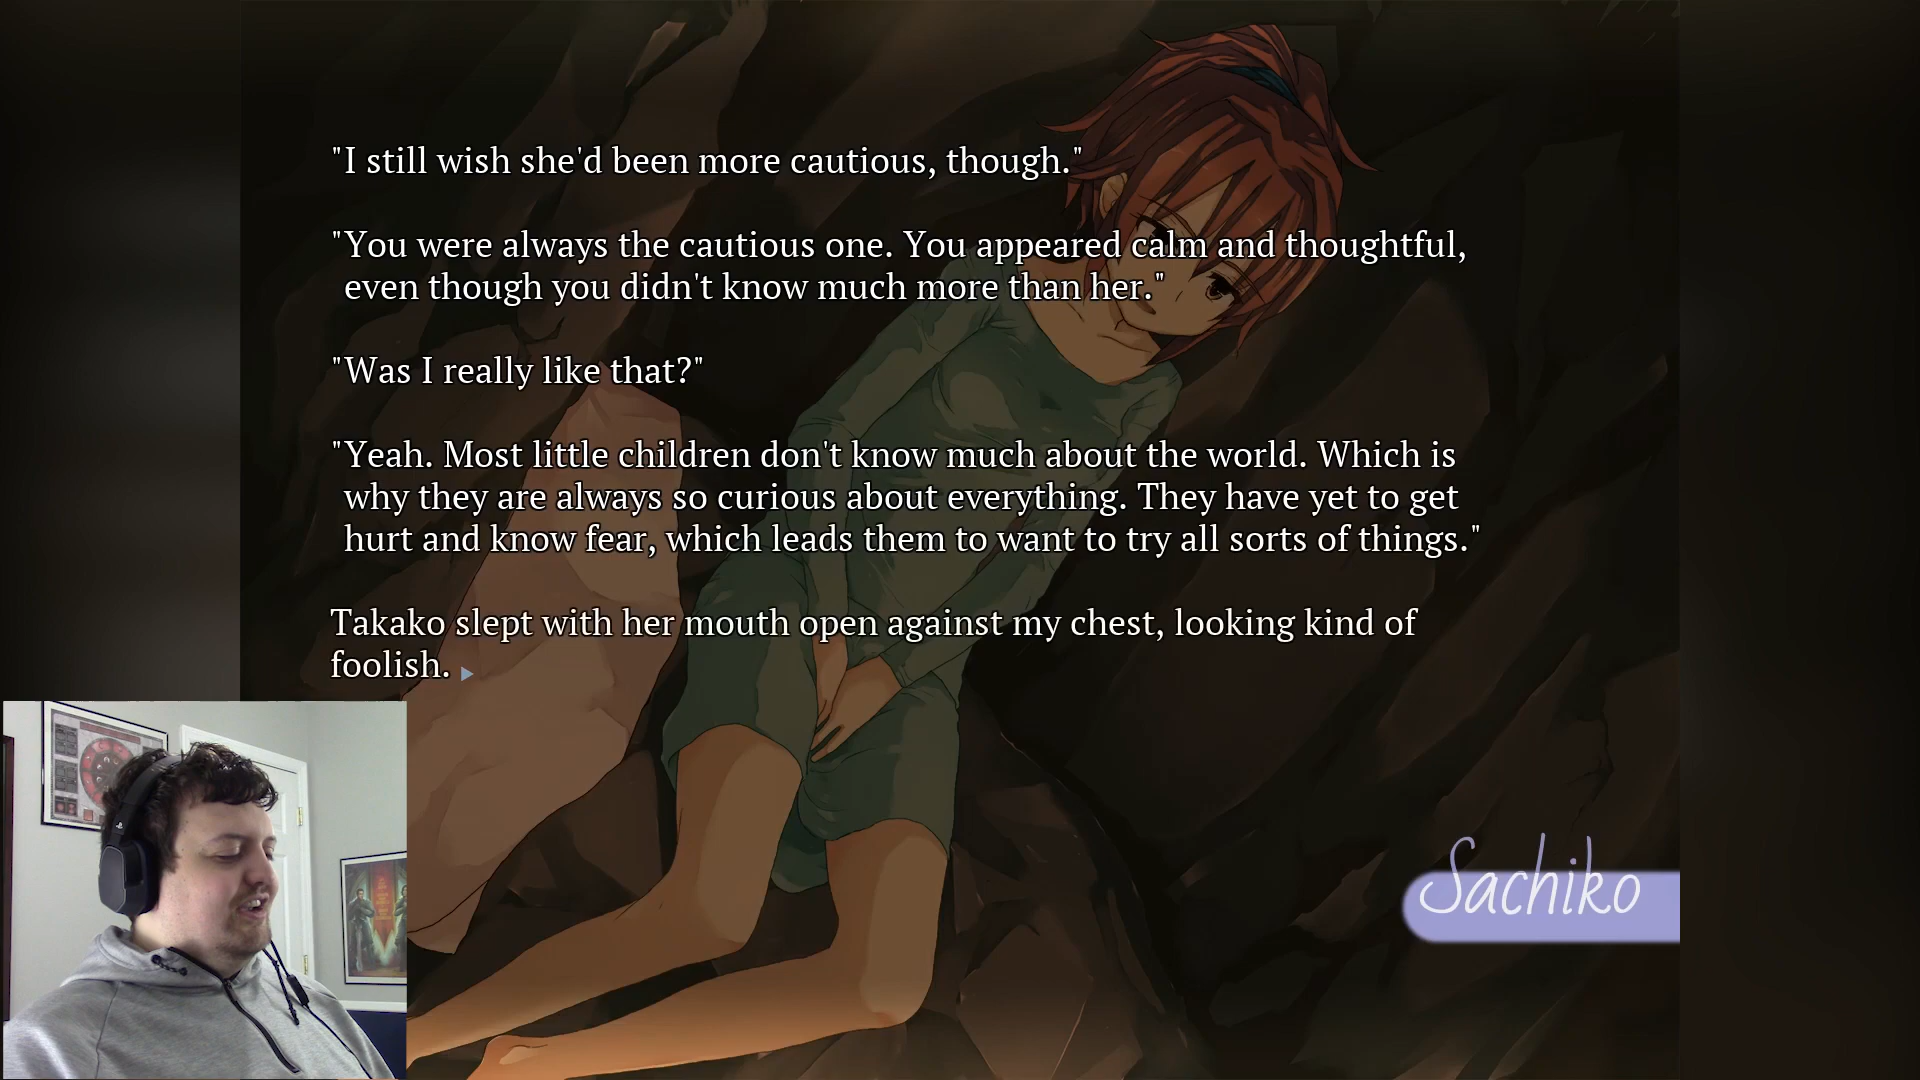 "I still wish she'd been more cautious, though."
"You were always the cautious one. You appeared calm and thoughtful,
even though you didn't know much more than her."
"Was I really like that?"
"Yeah. Most little children don't know much about the world. Which is
why they are always so curious about everything. They have yet to get
hurt and know fear, which leads them to want to try all sorts of things."
Takako slept with her mouth open against my chest, looking kind of
foolish.
Sachiko